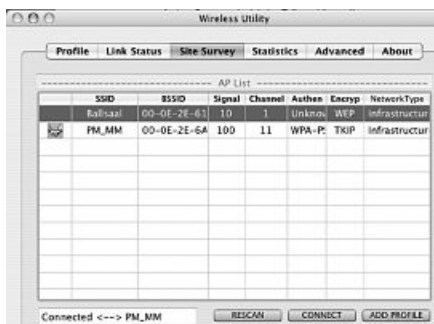 Wireless Utility
Profile Link Status Site Survey Statistics Advanced About
AP List
SSID BSSID Signal Channel Authen Encryp NetworkType
Ballsaal 00-0E-2E-61 10 1 Unknov WEP Infrastructur
PM_MM 00-0E-2E-6A 100 11 WPA-P: TKIP Infrastructur
Connected <--> PM_MM RESCAN CONNECT ADD PROFILE